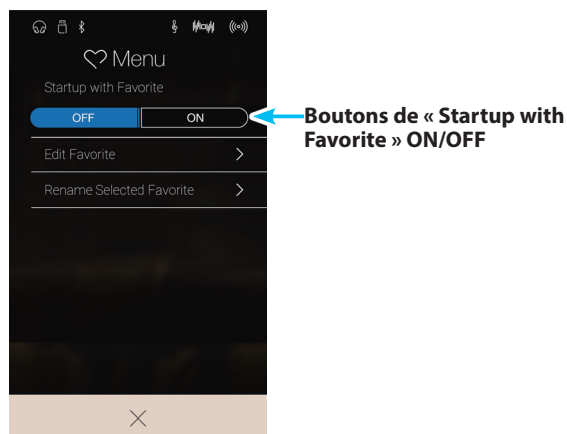 Menu
Startup with Favorite
OFF ON
Boutons de « Startup with
Favorite » ON/OFF
Edit Favorite
Rename Selected Favorite